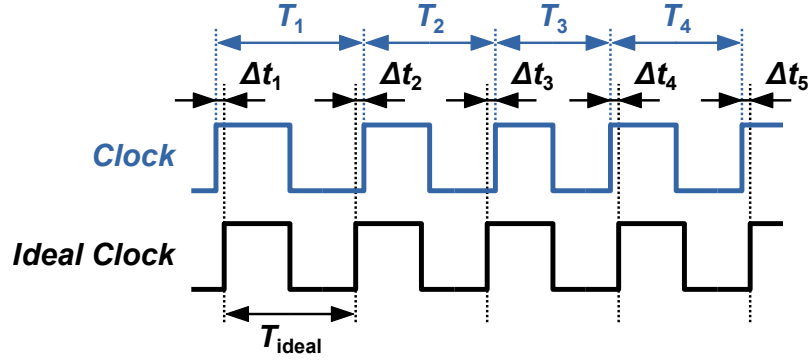 T1 T2 T3 T4
Δt1 Δt2 Δt3 Δt4 Δt5
Clock
Ideal Clock
Tideal